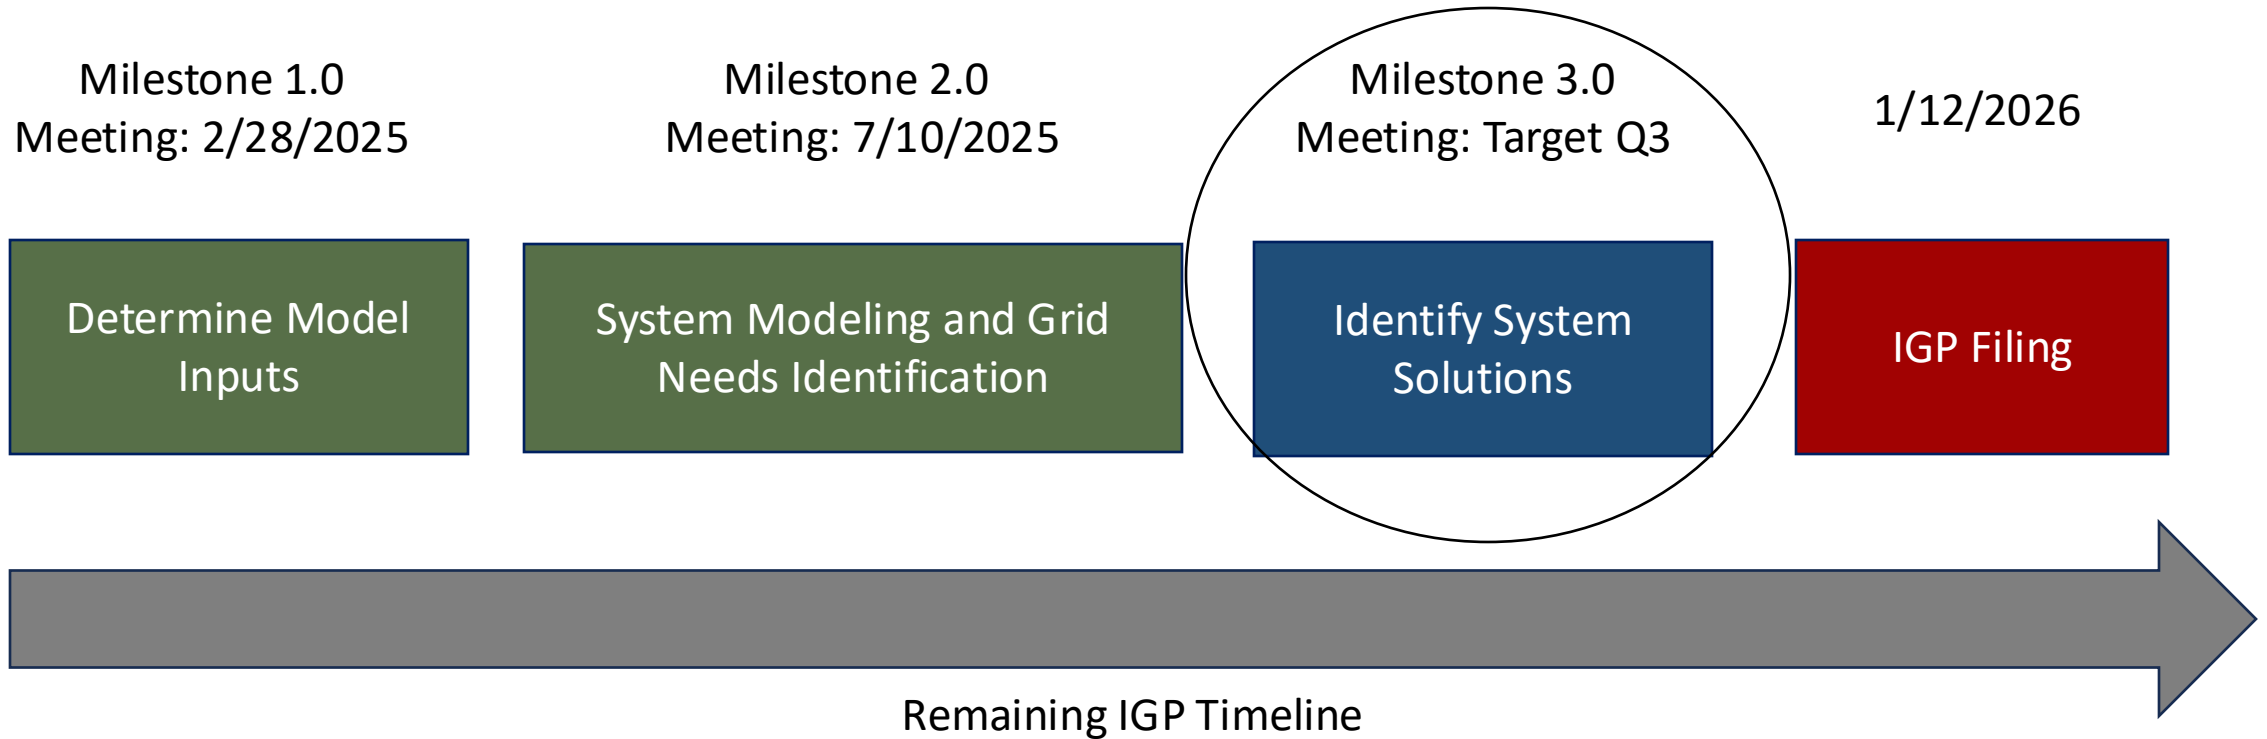 Milestone 1.0
Meeting: 2/28/2025
Milestone 2.0
Meeting: 7/10/2025
Milestone 3.0
Meeting: Target Q3
1/12/2026
Determine Model
Inputs
System Modeling and Grid
Needs Identification
Identify System
Solutions
IGP Filing
Remaining IGP Timeline